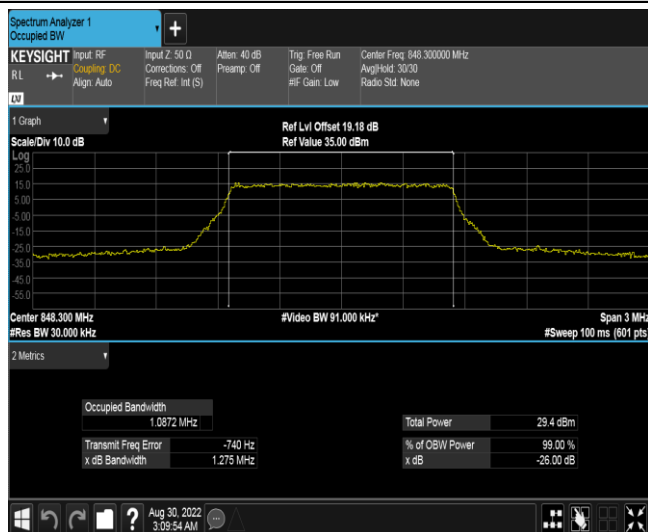 Spectrum Analyzer 1
Occupied BW
+
KEYSIGHT Input: RF Input Z: 50 Ω Atten: 40 dB Trig: Free Run Center Freq: 848.300000 MHz
RL Coupling: DC Corrections: Off Preamp: Off Gate: Off Avg|Hold: 30/30
Align: Auto Freq Ref: Int (S) #IF Gain: Low Radio Std: None
LXI
1 Graph
Ref Lvl Offset 19.18 dB
Scale/Div 10.0 dB Ref Value 35.00 dBm
Log
25.0
15.0
5.00
-5.00
-15.0
-25.0
-35.0
-45.0
-55.0
Center 848.300 MHz #Video BW 91.000 kHz* Span 3 MHz
#Res BW 30.000 kHz #Sweep 100 ms (601 pts)
2 Metrics
Occupied Bandwidth
1.0872 MHz Total Power 29.4 dBm
Transmit Freq Error -740 Hz % of OBW Power 99.00 %
x dB Bandwidth 1.275 MHz x dB -26.00 dB
? Aug 30, 2022
3:09:54 AM